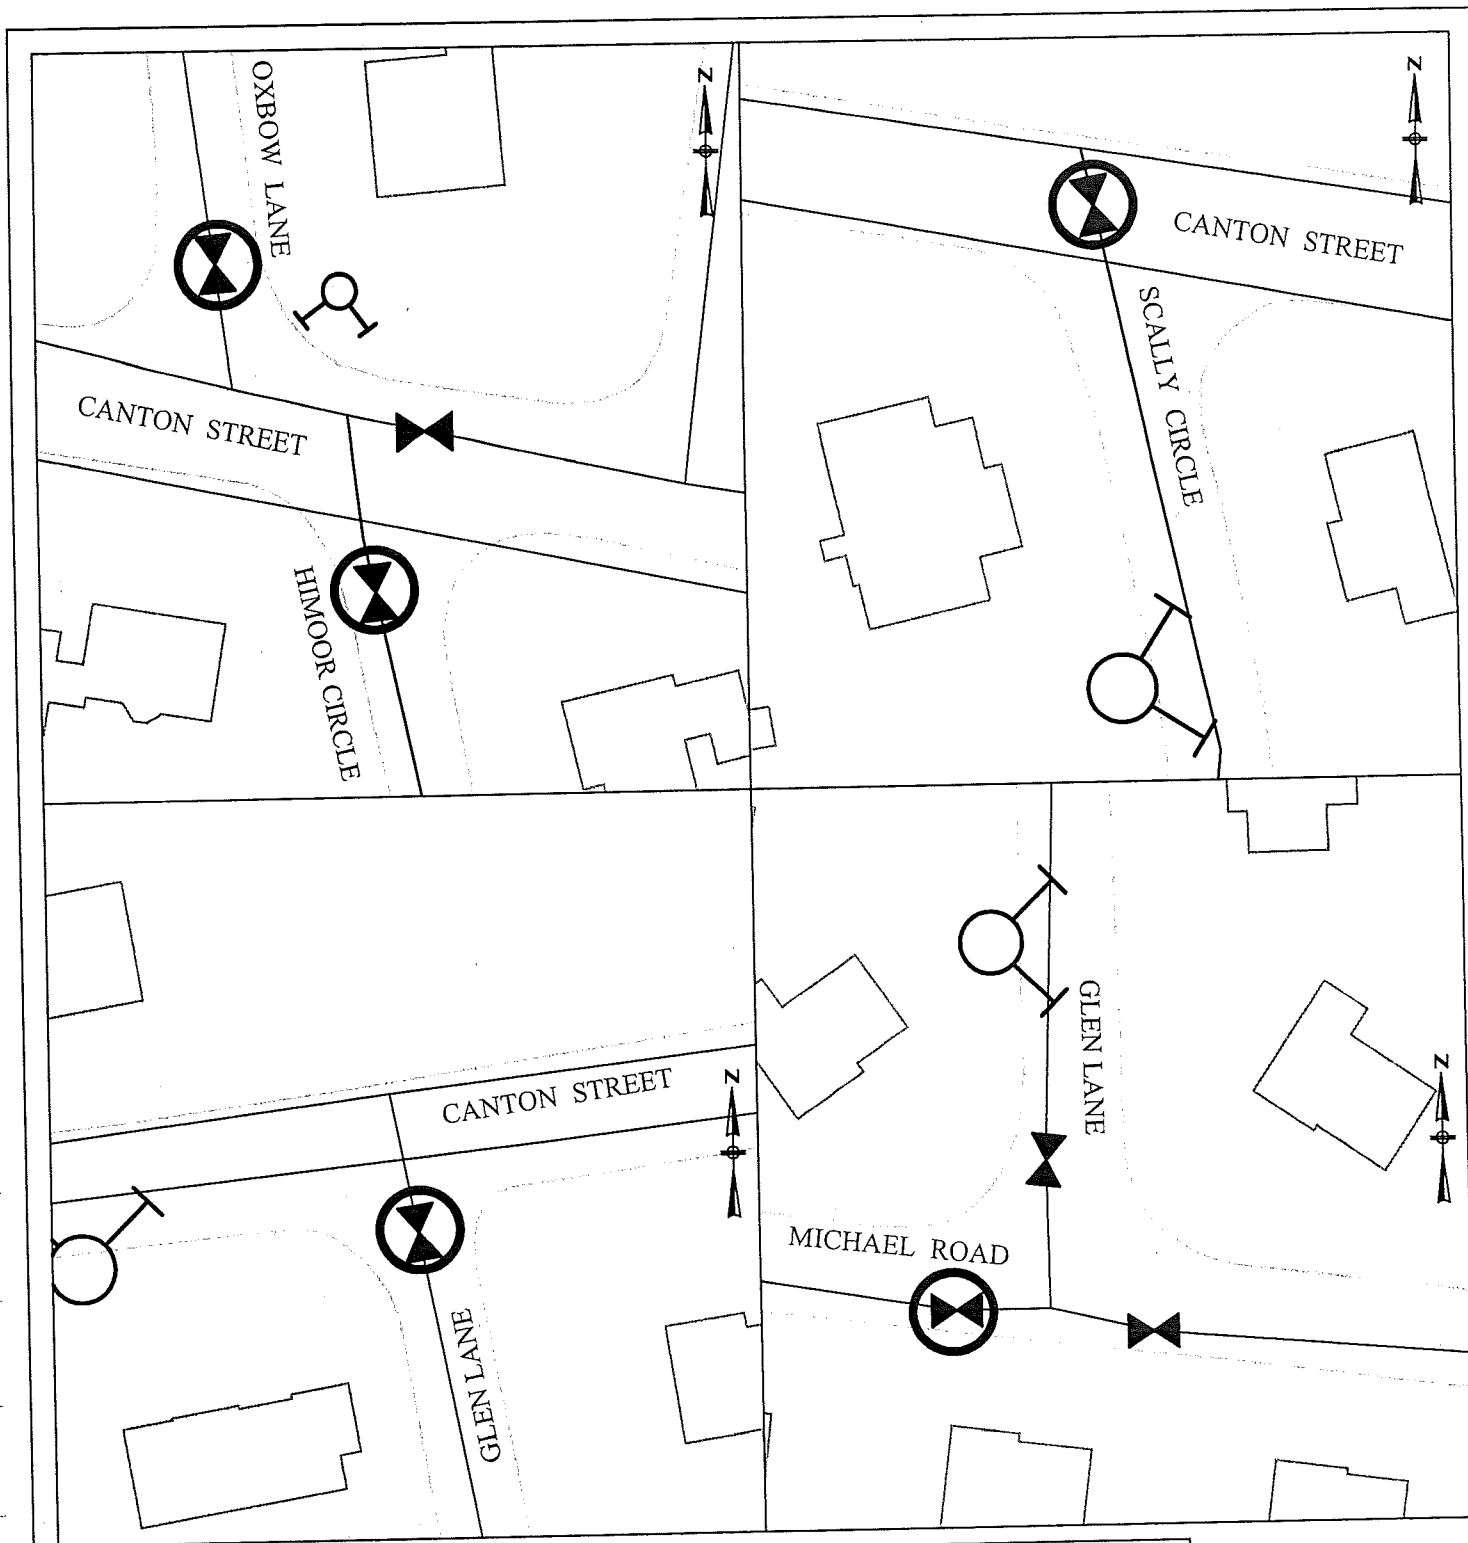 OXBOW LANE
N
CANTON STREET
HIMOOR CIRCLE
N
CANTON STREET
SCALLY CIRCLE
CANTON STREET
N
GLEN LANE
GLEN LANE
N
MICHAEL ROAD